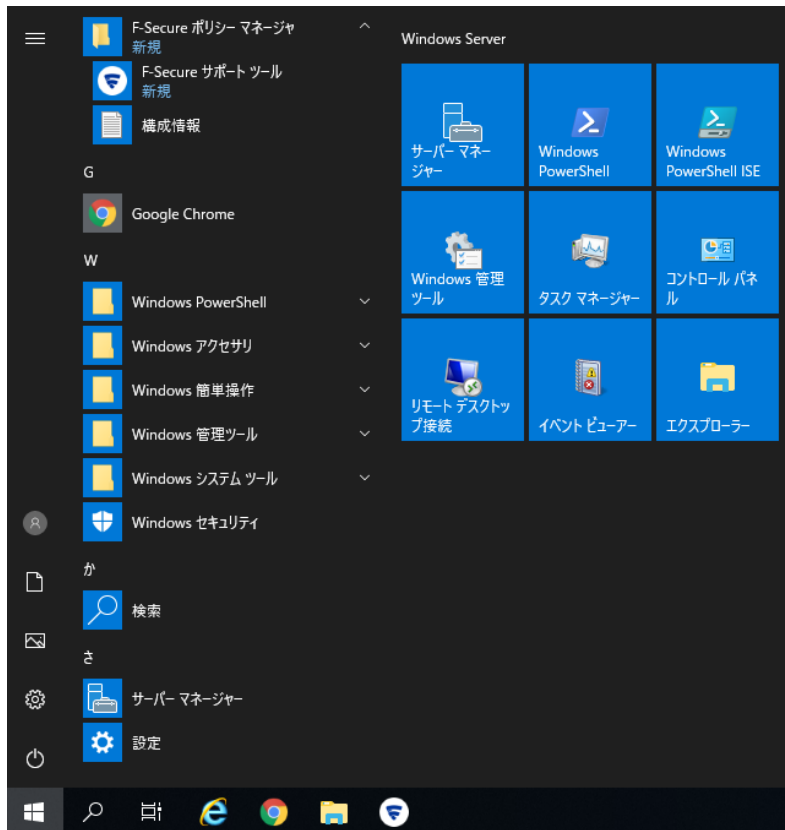 F-Secure ポリシー マネージャ
新規
F-Secure サポート ツール
新規
構成情報
G
Google Chrome
W
Windows PowerShell
Windows アクセサリ
Windows 簡単操作
Windows 管理ツール
Windows システム ツール
Windows セキュリティ
か
検索
さ
サーバー マネージャー
設定
Windows Server
サーバー マネー
ジャー
Windows
PowerShell
Windows
PowerShell ISE
Windows 管理
ツール
タスク マネージャー
コントロール パネ
ル
リモート デスクトッ
プ接続
イベント ビューアー
エクスプローラー